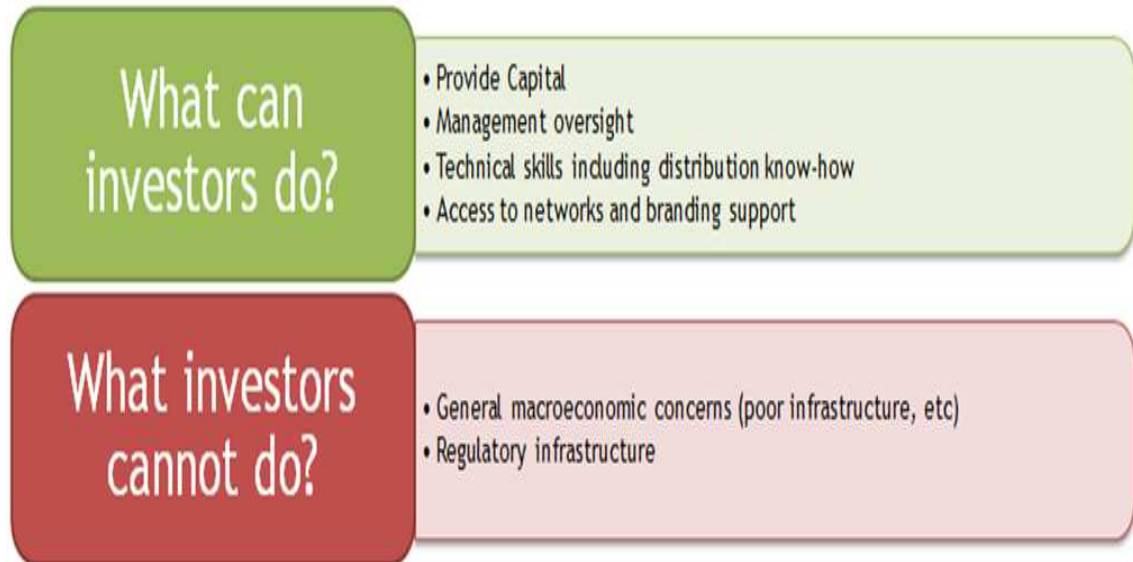 What can
investors do?
• Provide Capital
• Management oversight
• Technical skills including distribution know-how
• Access to networks and branding support
What investors
cannot do?
• General macroeconomic concerns (poor infrastructure, etc)
• Regulatory infrastructure